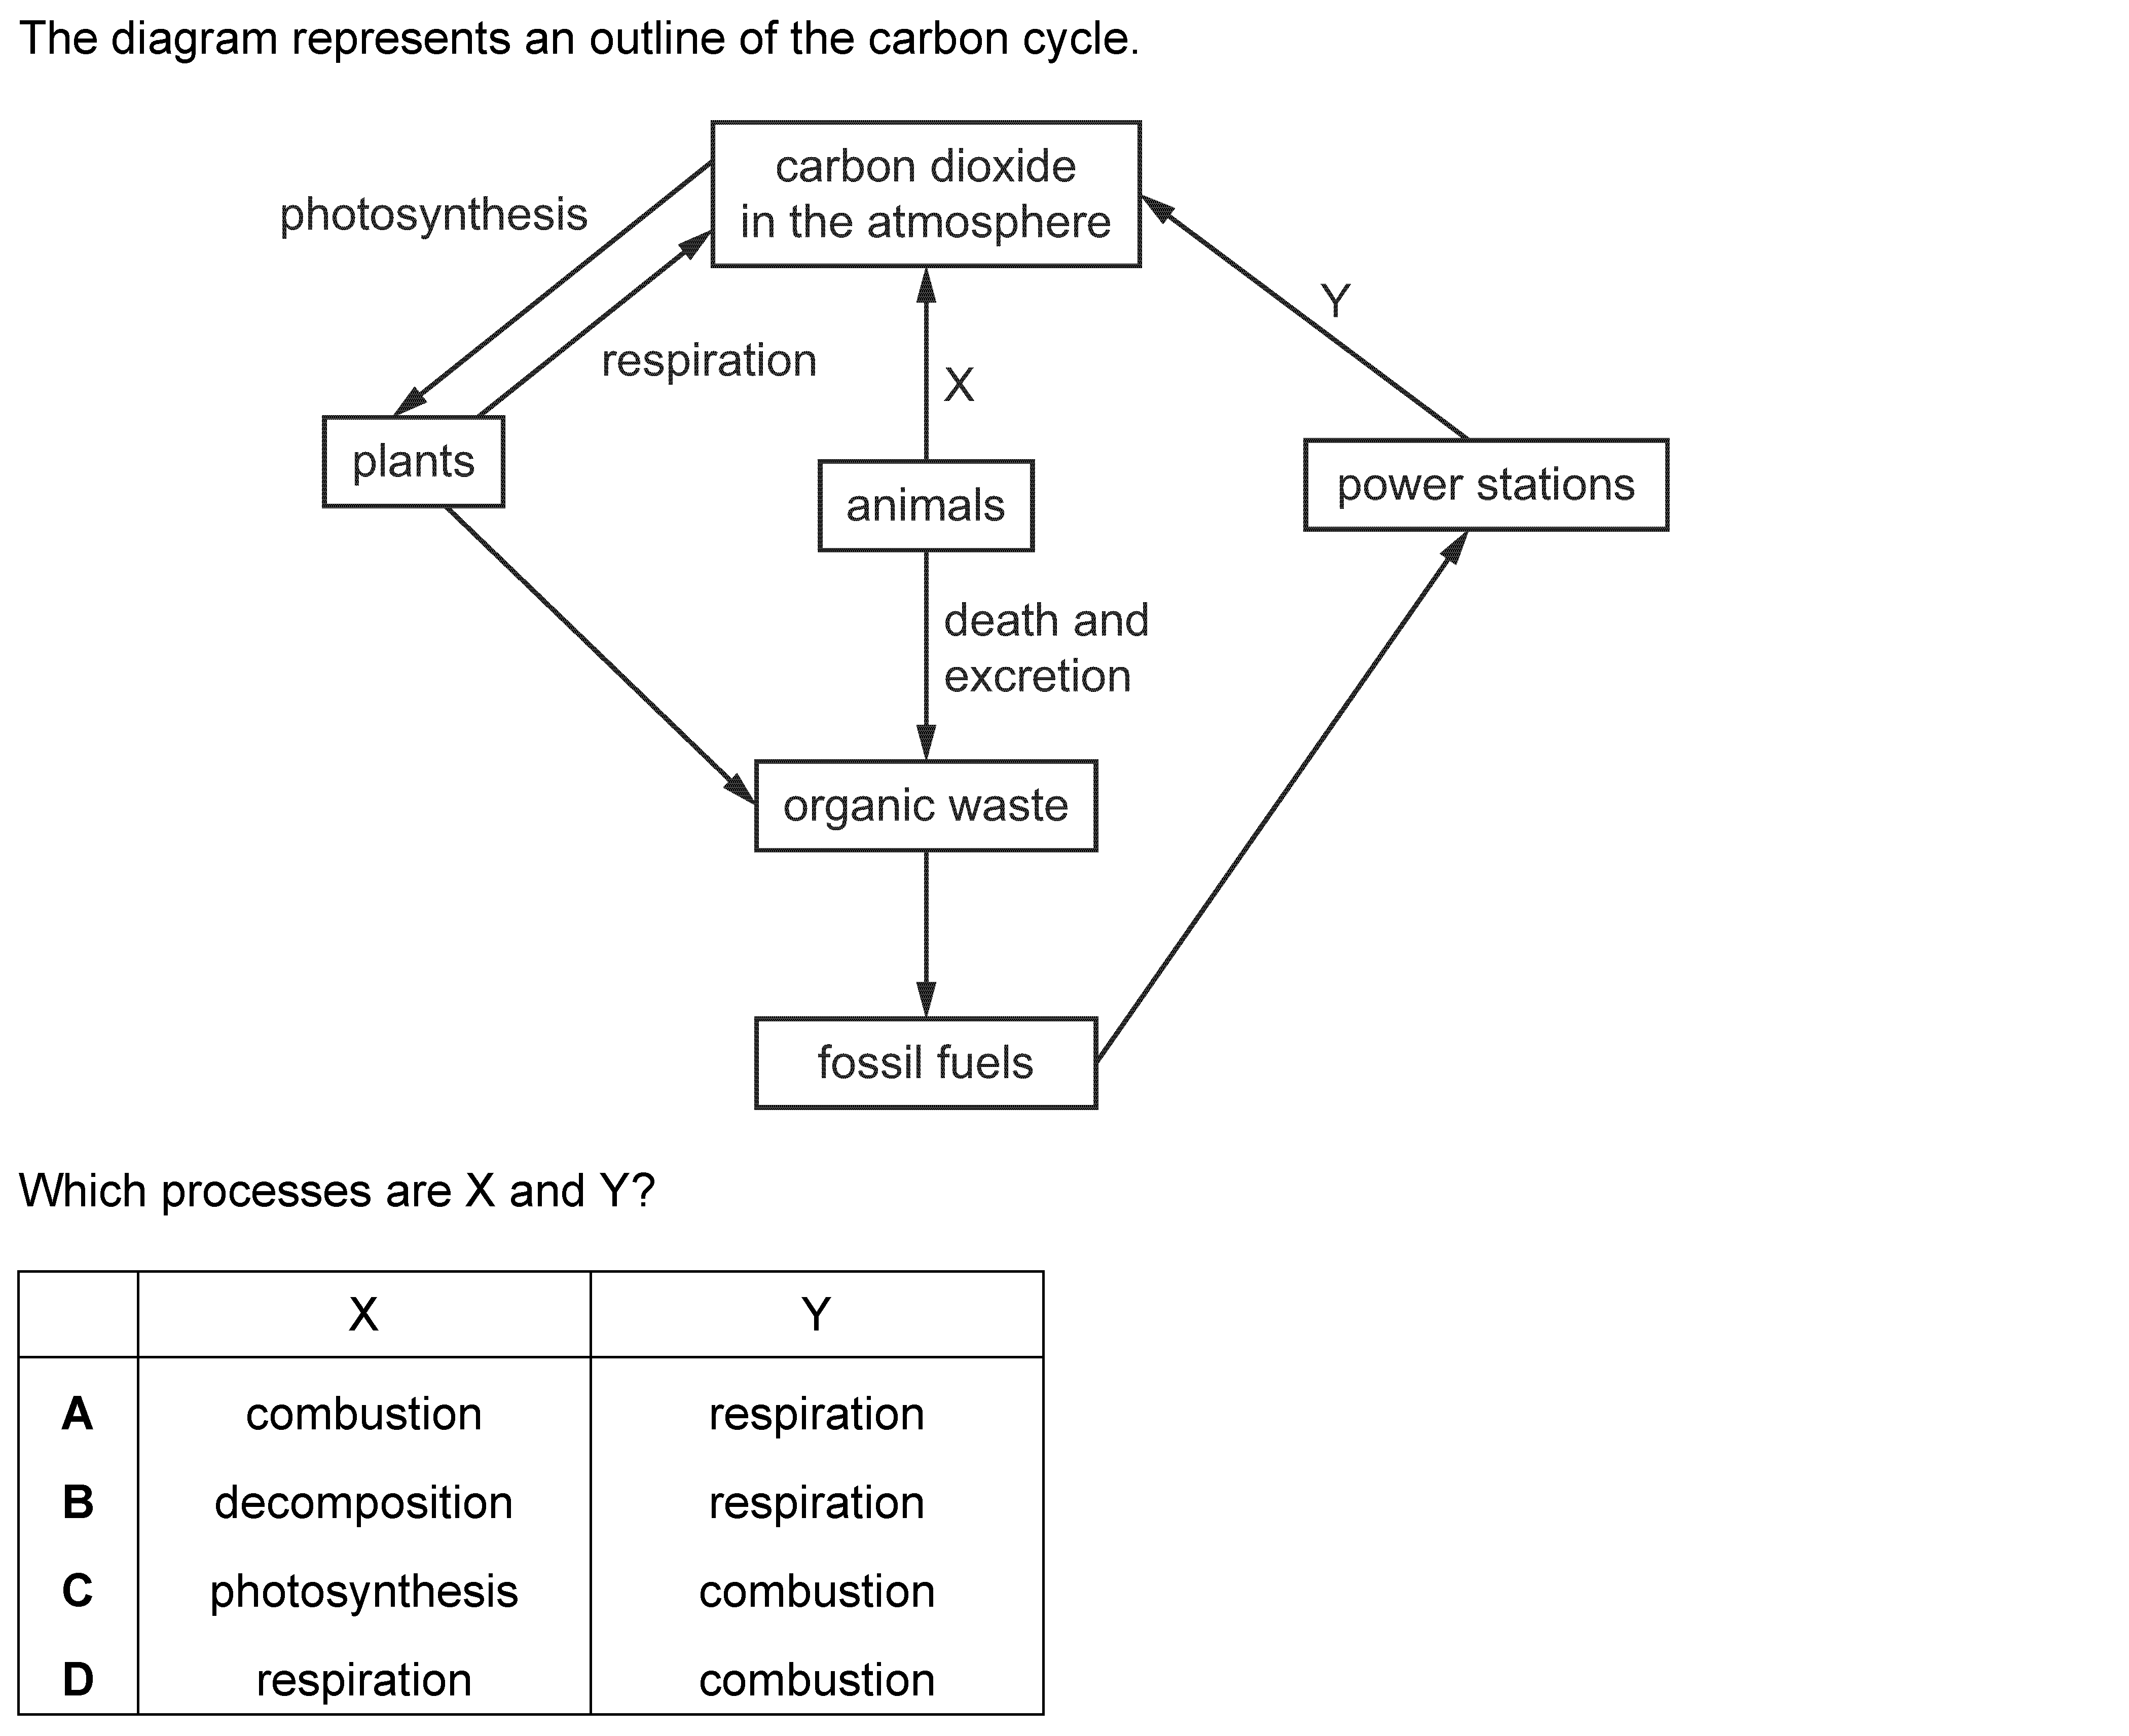 The diagram represents an outline of the carbon cycle.
carbon dioxide
in the atmosphere
photosynthesis
Y
respiration
X
plants
animals
power stations
death and
excretion
organic waste
fossil fuels
Which processes are X and Y?
X Y
A combustion respiration
B decomposition respiration
C photosynthesis combustion
D respiration combustion